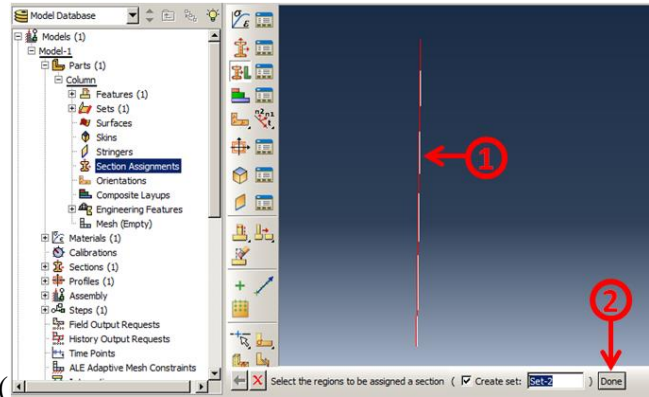 Model Database
Models (1)
Model-1
Parts (1)
Column
Features (1)
Sets (1)
Surfaces
Skins
Stringers
Section Assignments
Orientations
Composite Layups
Engineering Features
Mesh (Empty)
Materials (1)
Calibrations
Sections (1)
Profiles (1)
Assembly
Steps (1)
Field Output Requests
History Output Requests
Time Points
ALE Adaptive Mesh Constraints
n2 n1
t
1
2
(
Select the regions to be assigned a section ( Create set: Set-2 ) Done